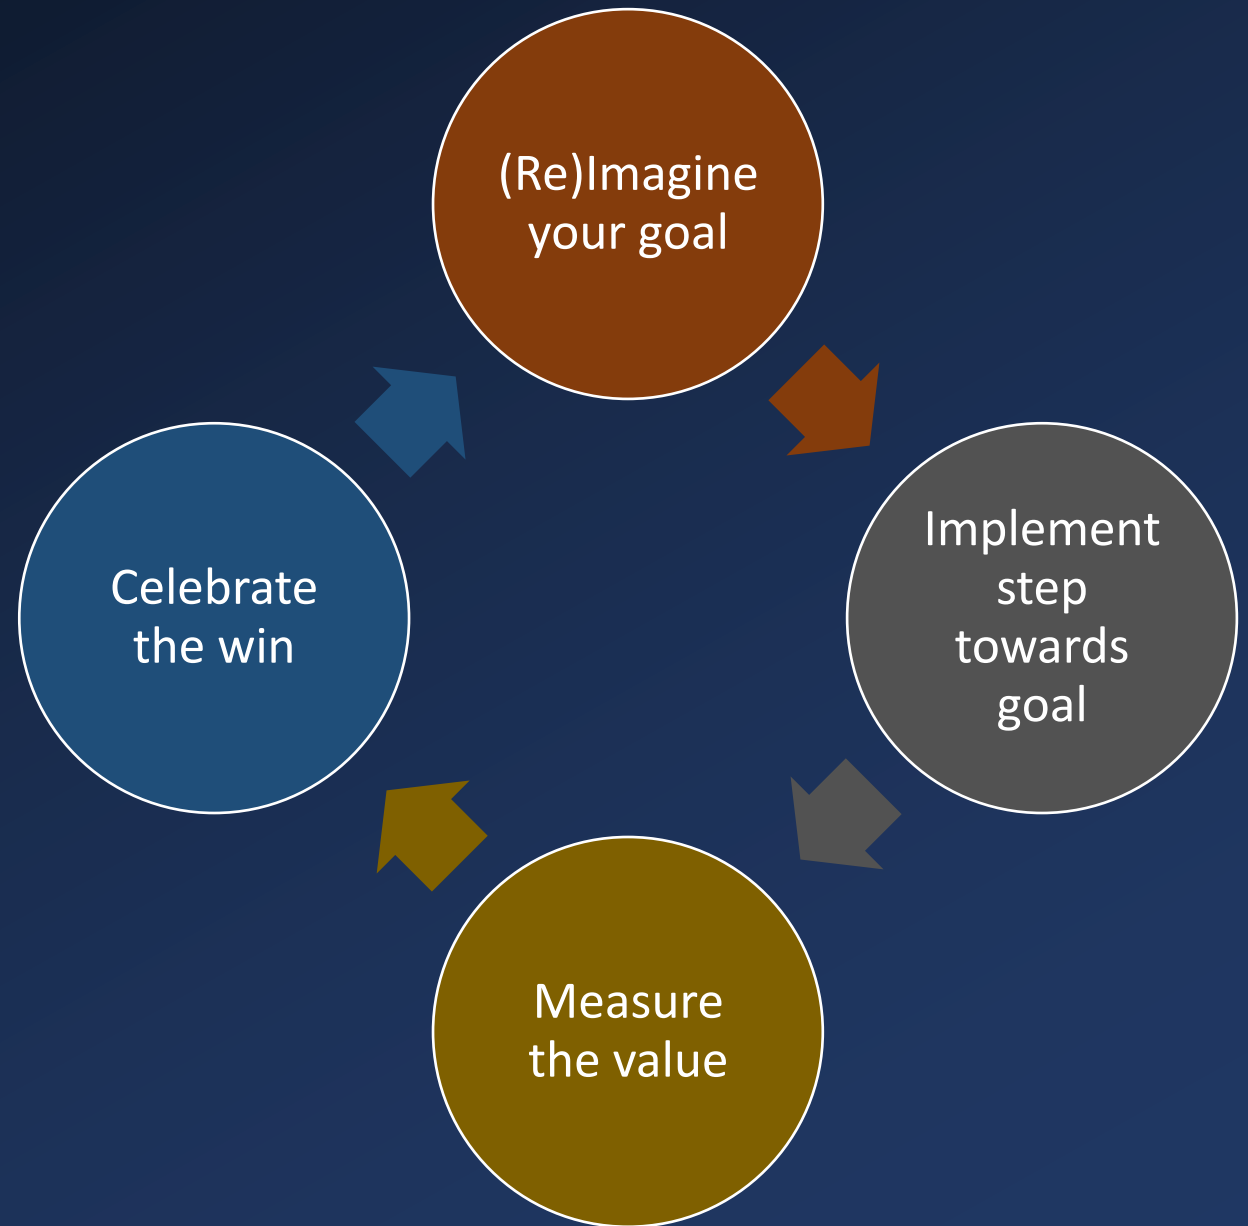 (Re)Imagine
your goal
Implement
step
towards
goal
Measure
the value
Celebrate
the win